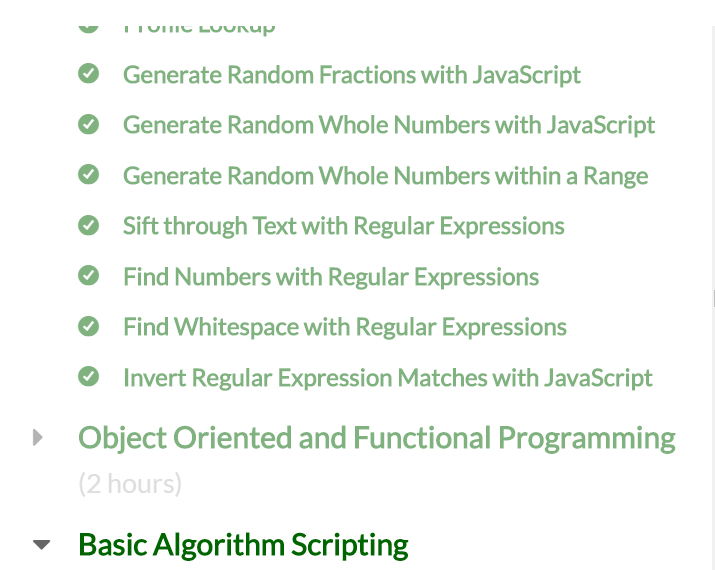 Profile Lookup
Generate Random Fractions with JavaScript
Generate Random Whole Numbers with JavaScript
Generate Random Whole Numbers within a Range
Sift through Text with Regular Expressions
Find Numbers with Regular Expressions
Find Whitespace with Regular Expressions
Invert Regular Expression Matches with JavaScript
Object Oriented and Functional Programming
(2 hours)
Basic Algorithm Scripting